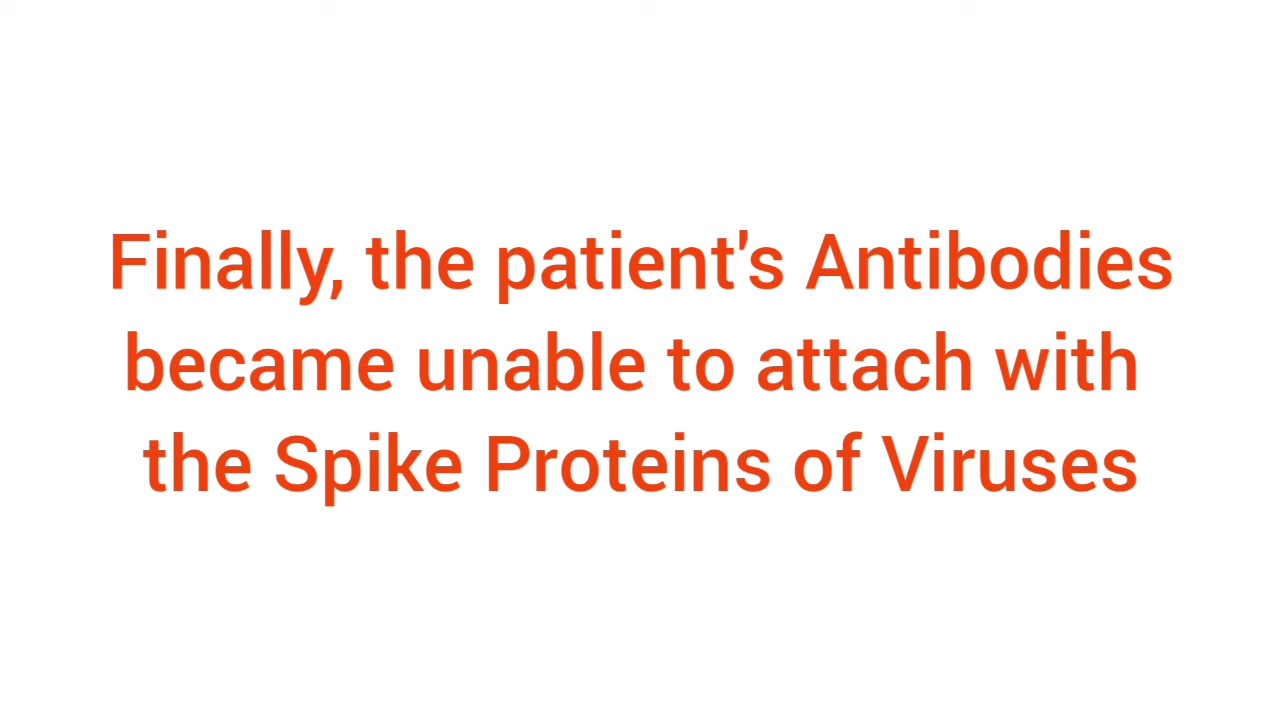 Finally, the patient's Antibodies
became unable to attach with
the Spike Proteins of Viruses